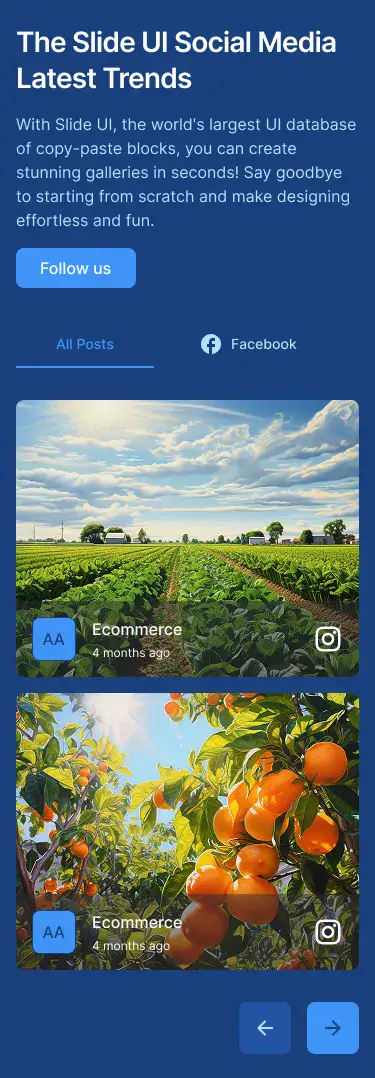 The Slide UI Social Media
Latest Trends
With Slide UI, the world's largest UI database
of copy-paste blocks, you can create
stunning galleries in seconds! Say goodbye
to starting from scratch and make designing
effortless and fun.
Follow us
All Posts
Facebook
AA
Ecommerce
4 months ago
AA
Ecommerce
4 months ago